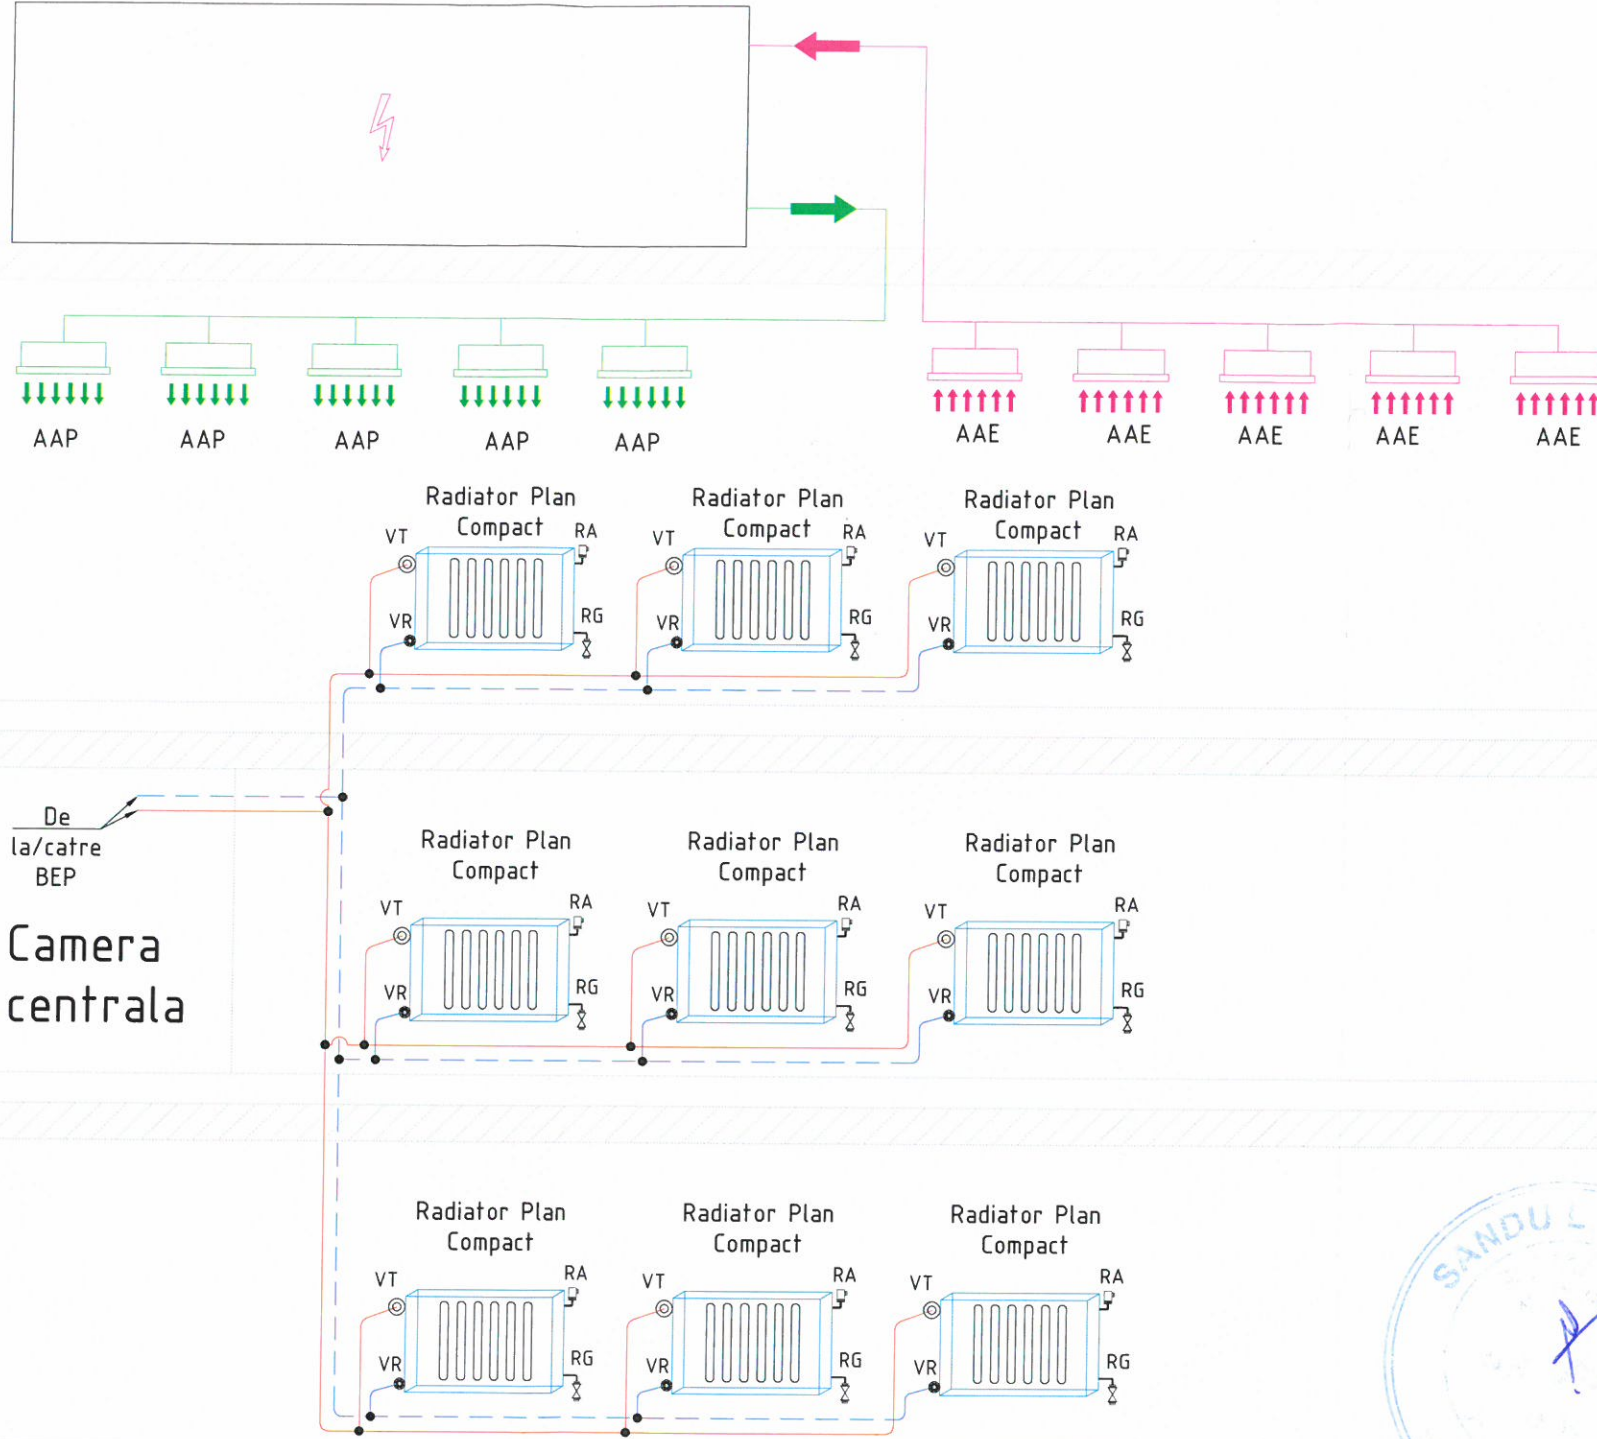 AAP AAP AAP AAP AAP
AAE AAE AAE AAE AAE
Radiator Plan Radiator Plan Radiator Plan
Compact Compact Compact
VT RA VT RA VT RA
VR RG VR RG VR RG
De
la/catre
BEP
Camera
centrala
Radiator Plan Radiator Plan Radiator Plan
Compact Compact Compact
VT RA VT RA VT RA
VR RG VR RG VR RG
Radiator Plan Radiator Plan Radiator Plan
Compact Compact Compact
VT RA VT RA VT RA
VR RG VR RG VR RG
SANDU